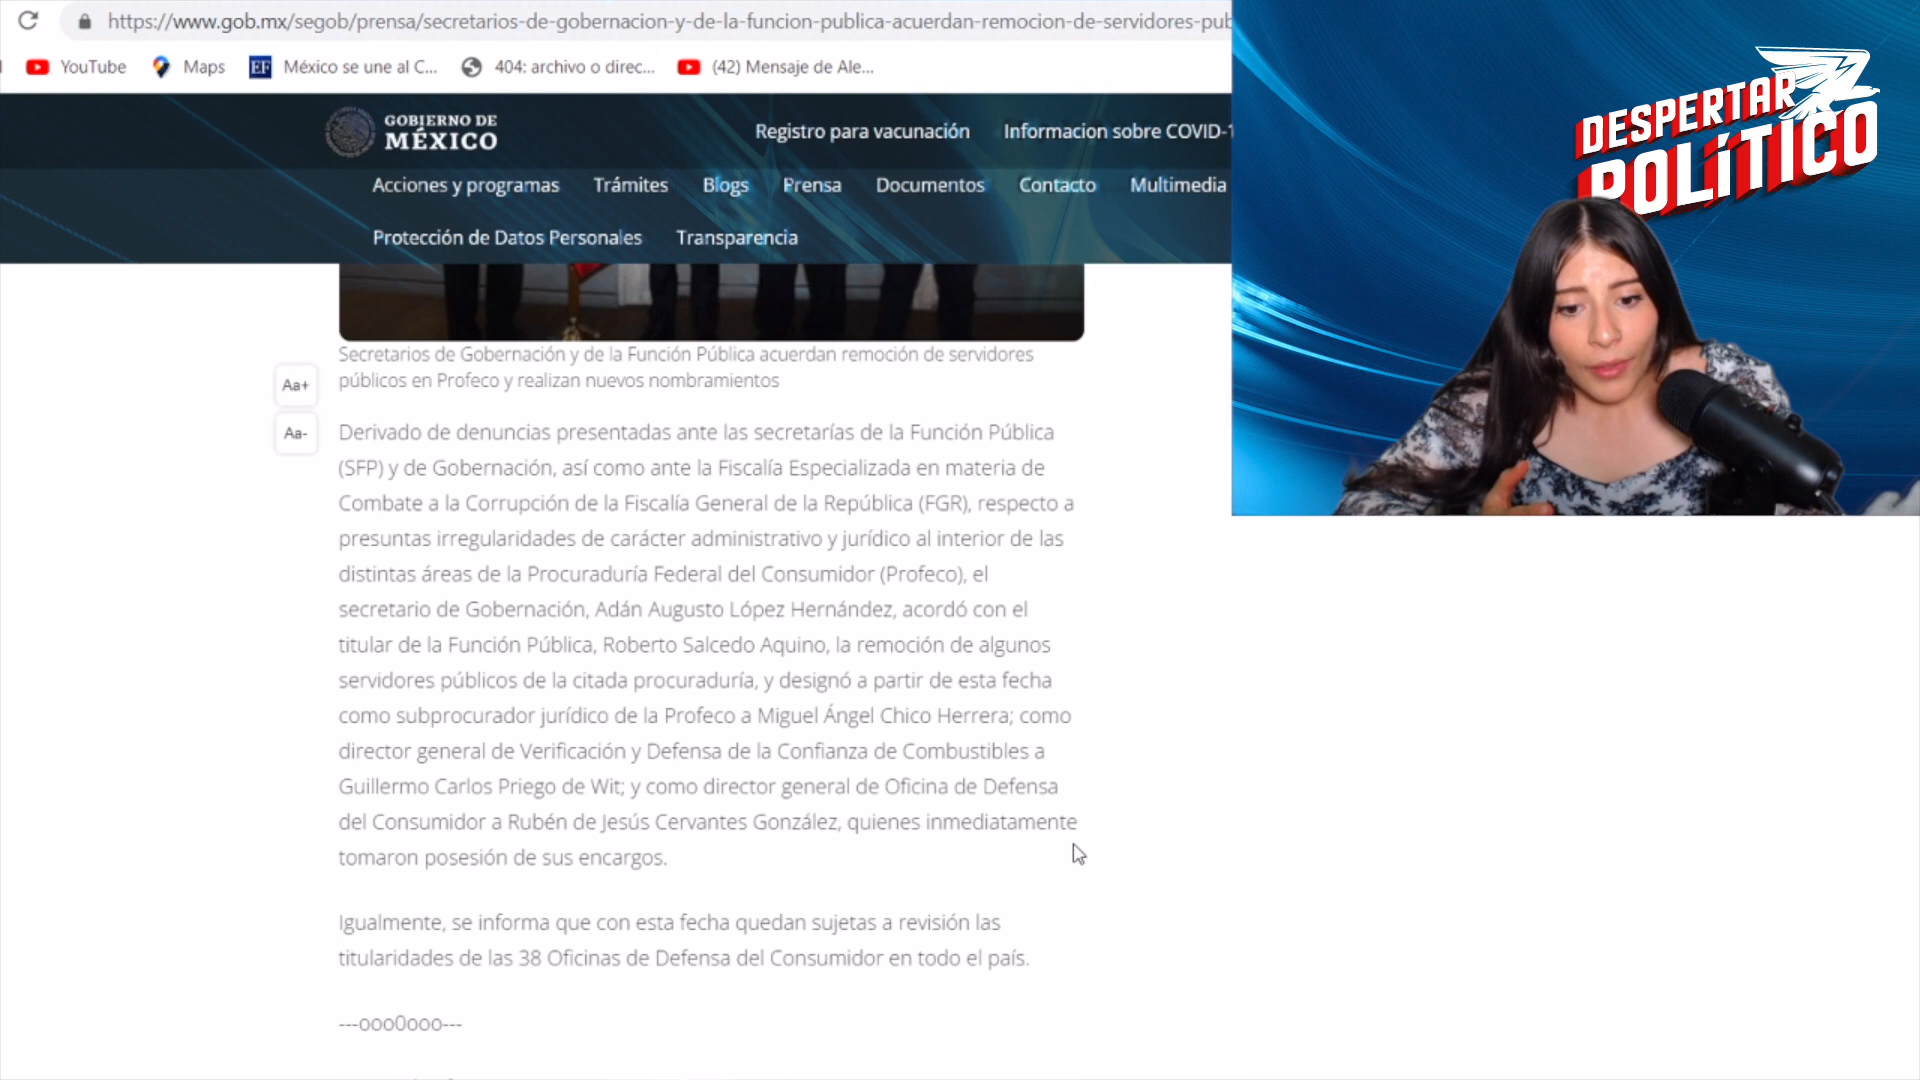 https://www.gob.mx/segob/prensa/secretarios-de-gobernacion-y-de-la-funcion-publica-acuerdan-remocion-de-servidores-pub
YouTube
Maps
EF México se une al C...
404: archivo o direc...
(42) Mensaje de Ale...
DESPERTAR
POLÍTICO
GOBIERNO DE
MÉXICO
Registro para vacunación
Informacion sobre COVID-1
Acciones y programas
Trámites
Blogs
Prensa
Documentos
Contacto
Multimedia
Protección de Datos Personales
Transparencia
Secretarios de Gobernación y de la Función Pública acuerdan remoción de servidores
públicos en Profeco y realizan nuevos nombramientos
Aa+
Aa-
Derivado de denuncias presentadas ante las secretarías de la Función Pública
(SFP) y de Gobernación, así como ante la Fiscalía Especializada en materia de
Combate a la Corrupción de la Fiscalía General de la República (FGR), respecto a
presuntas irregularidades de carácter administrativo y jurídico al interior de las
distintas áreas de la Procuraduría Federal del Consumidor (Profeco), el
secretario de Gobernación, Adán Augusto López Hernández, acordó con el
titular de la Función Pública, Roberto Salcedo Aquino, la remoción de algunos
servidores públicos de la citada procuraduría, y designó a partir de esta fecha
como subprocurador jurídico de la Profeco a Miguel Ángel Chico Herrera; como
director general de Verificación y Defensa de la Confianza de Combustibles a
Guillermo Carlos Priego de Wit; y como director general de Oficina de Defensa
del Consumidor a Rubén de Jesús Cervantes González, quienes inmediatamente
tomaron posesión de sus encargos.
Igualmente, se informa que con esta fecha quedan sujetas a revisión las
titularidades de las 38 Oficinas de Defensa del Consumidor en todo el país.
---ooo0ooo---